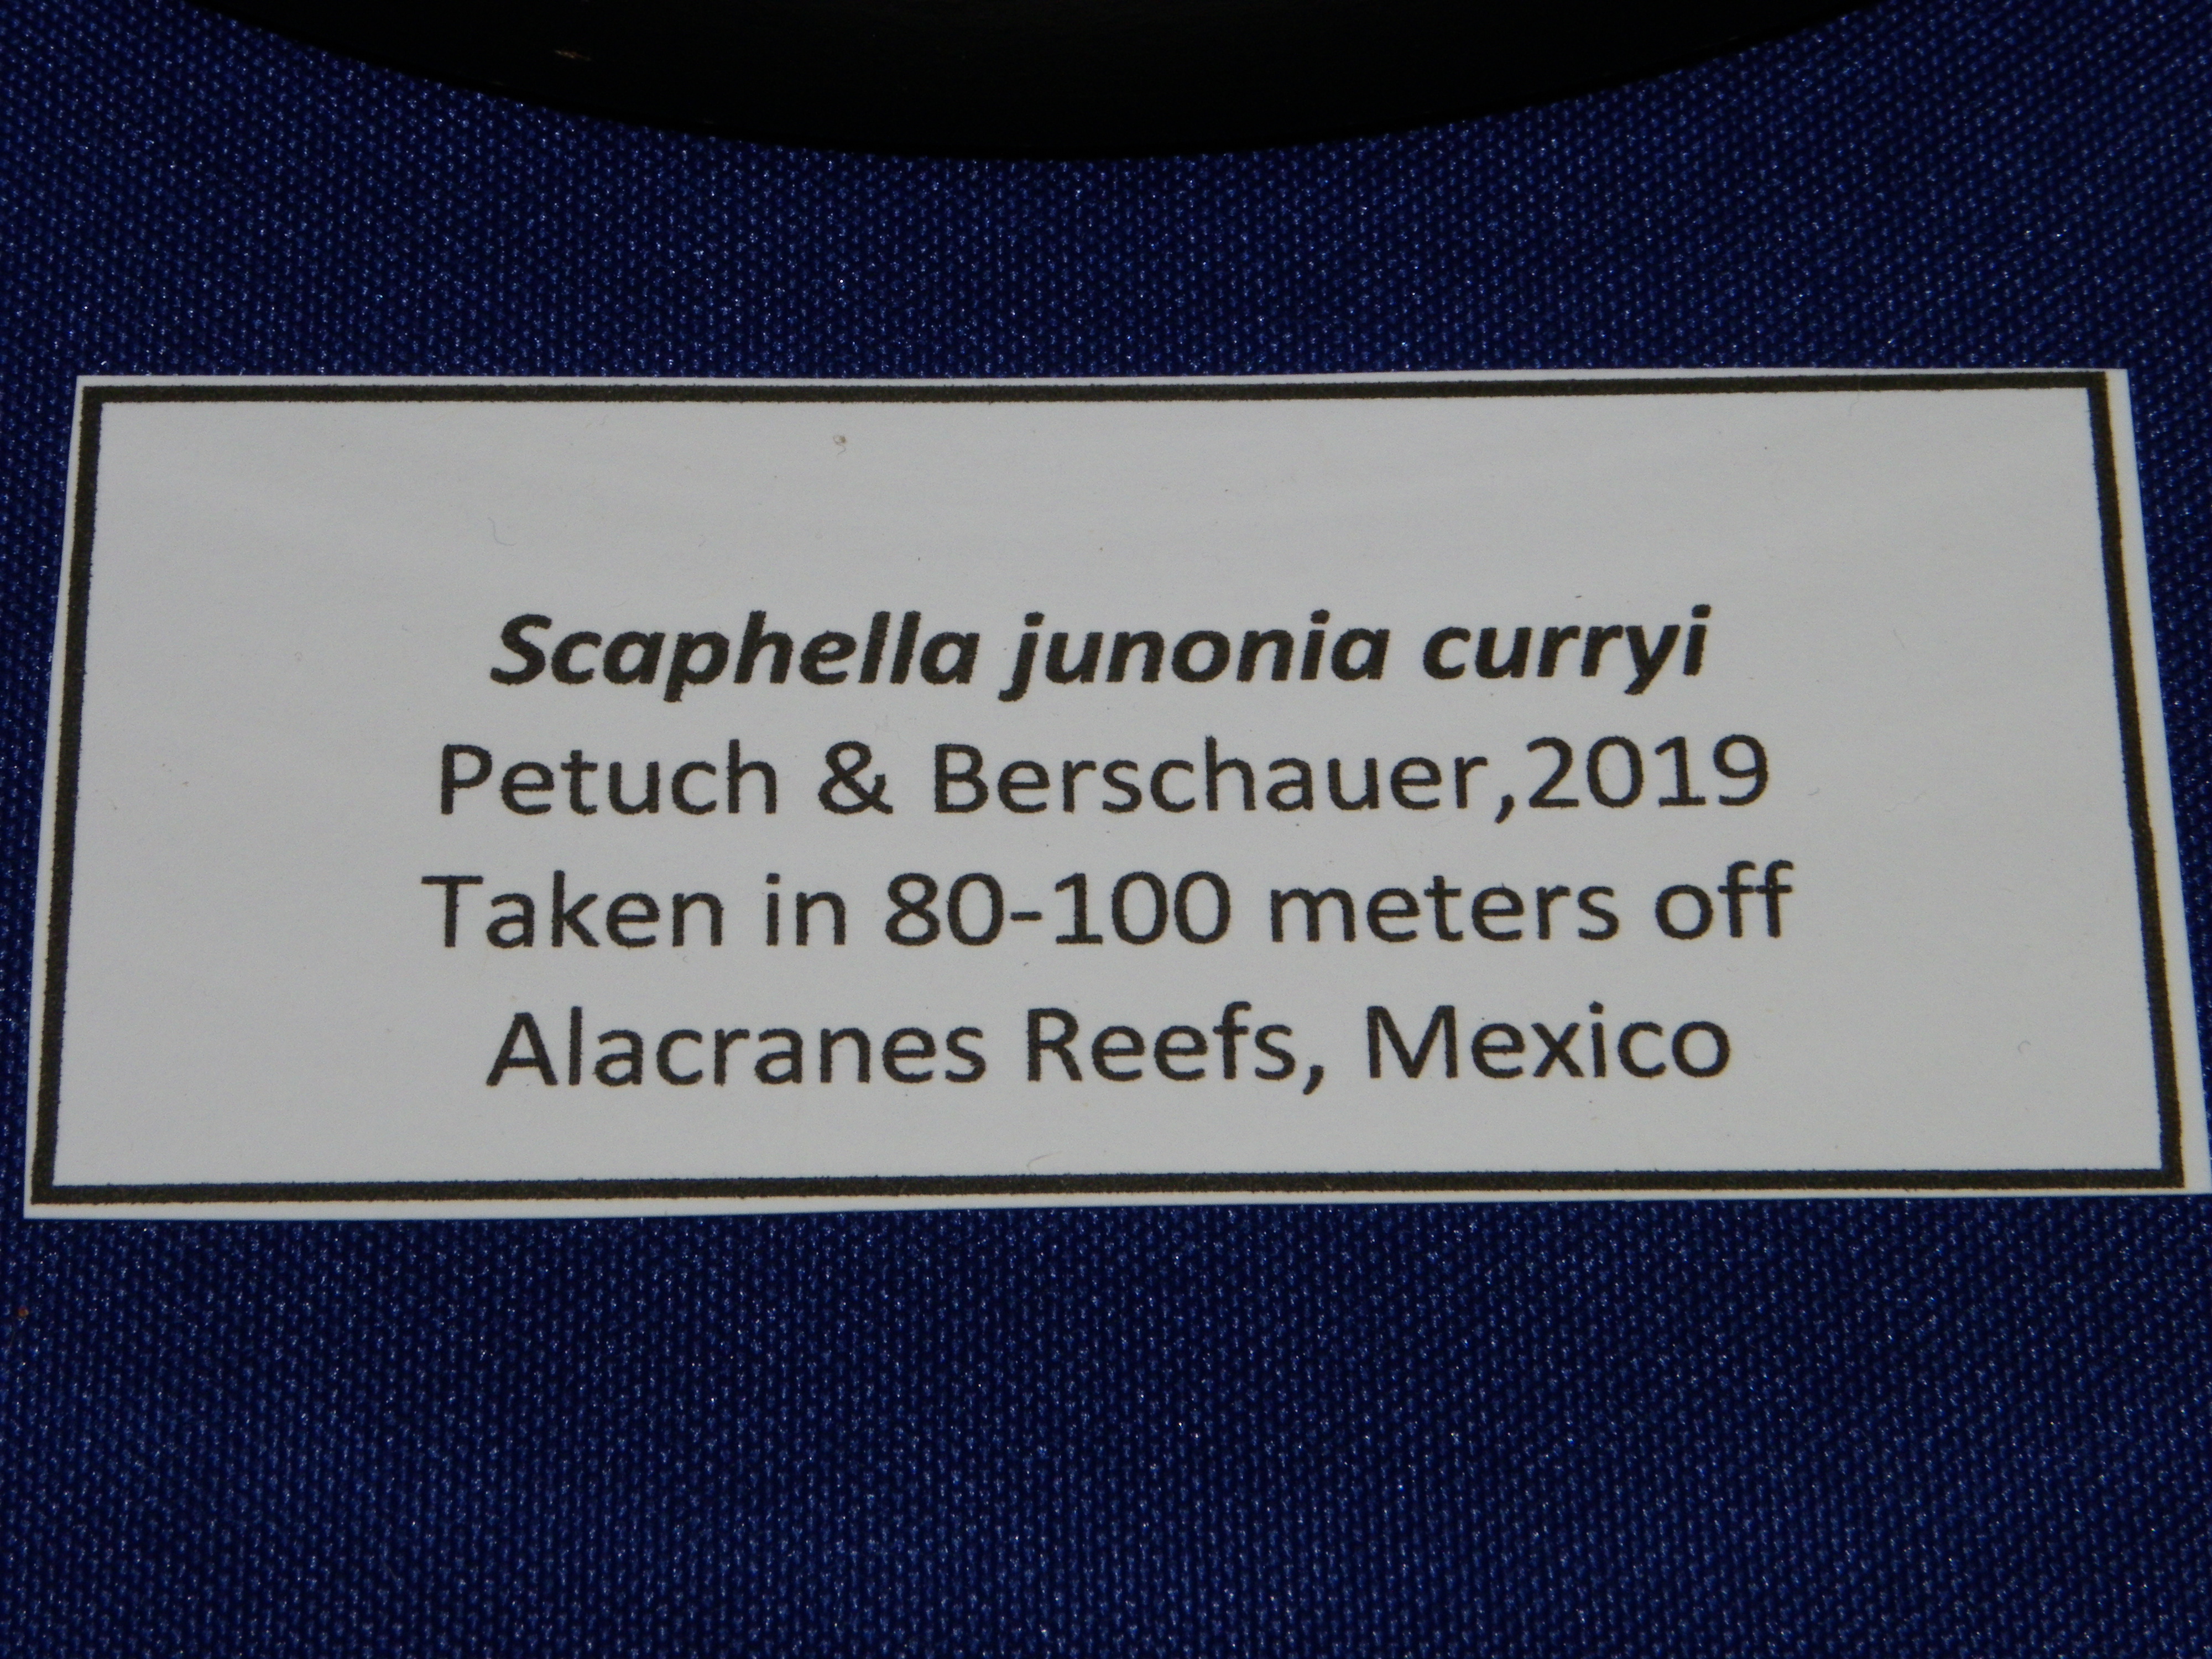 Scaphella junonia curryi
Petuch & Berschauer,2019
Taken in 80-100 meters off
Alacranes Reefs, Mexico